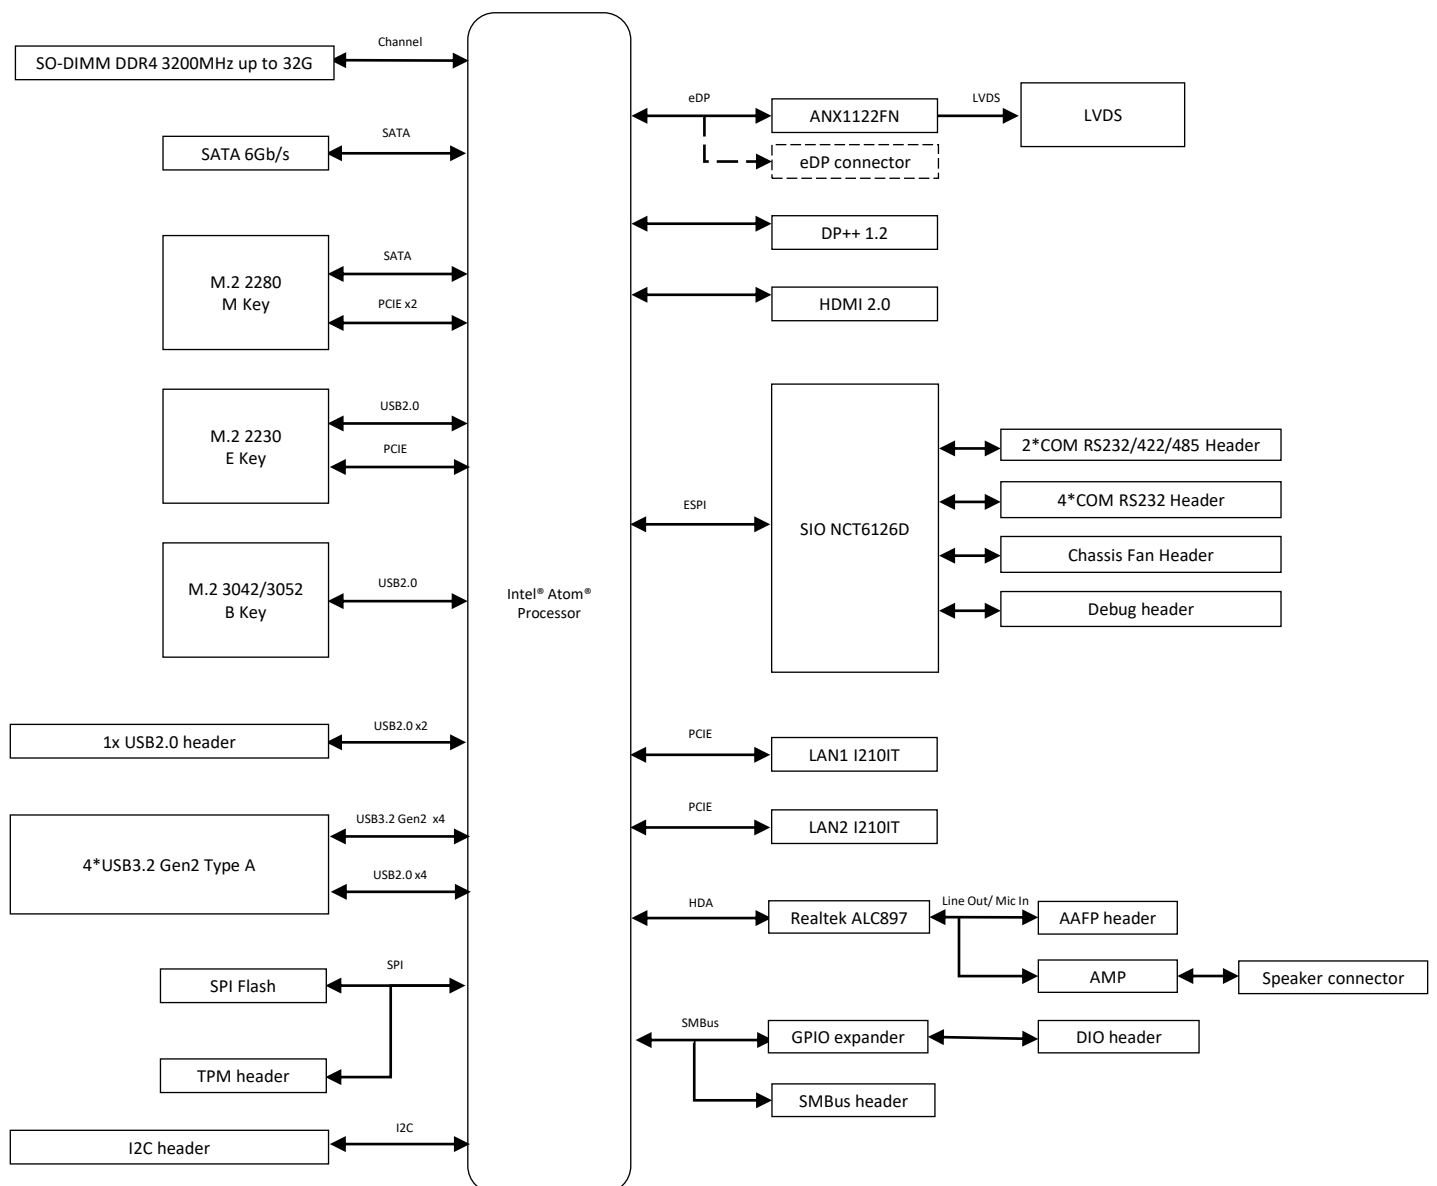 Channel
SO-DIMM DDR4 3200MHz up to 32G
SATA
SATA 6Gb/s
SATA
M.2 2280
M Key
PCIE x2
USB2.0
M.2 2230
E Key
PCIE
USB2.0
M.2 3042/3052
B Key
USB2.0 x2
1x USB2.0 header
USB3.2 Gen2  x4
4*USB3.2 Gen2 Type A
USB2.0 x4
SPI
SPI Flash
TPM header
I2C
I2C header
Intel® Atom®
Processor
eDP
ANX1122FN
LVDS
LVDS
eDP connector
DP++ 1.2
HDMI 2.0
ESPI
SIO NCT6126D
2*COM RS232/422/485 Header
4*COM RS232 Header
Chassis Fan Header
Debug header
PCIE
LAN1 I210IT
PCIE
LAN2 I210IT
HDA
Realtek ALC897
Line Out/ Mic In
AAFP header
AMP
Speaker connector
SMBus
GPIO expander
DIO header
SMBus header